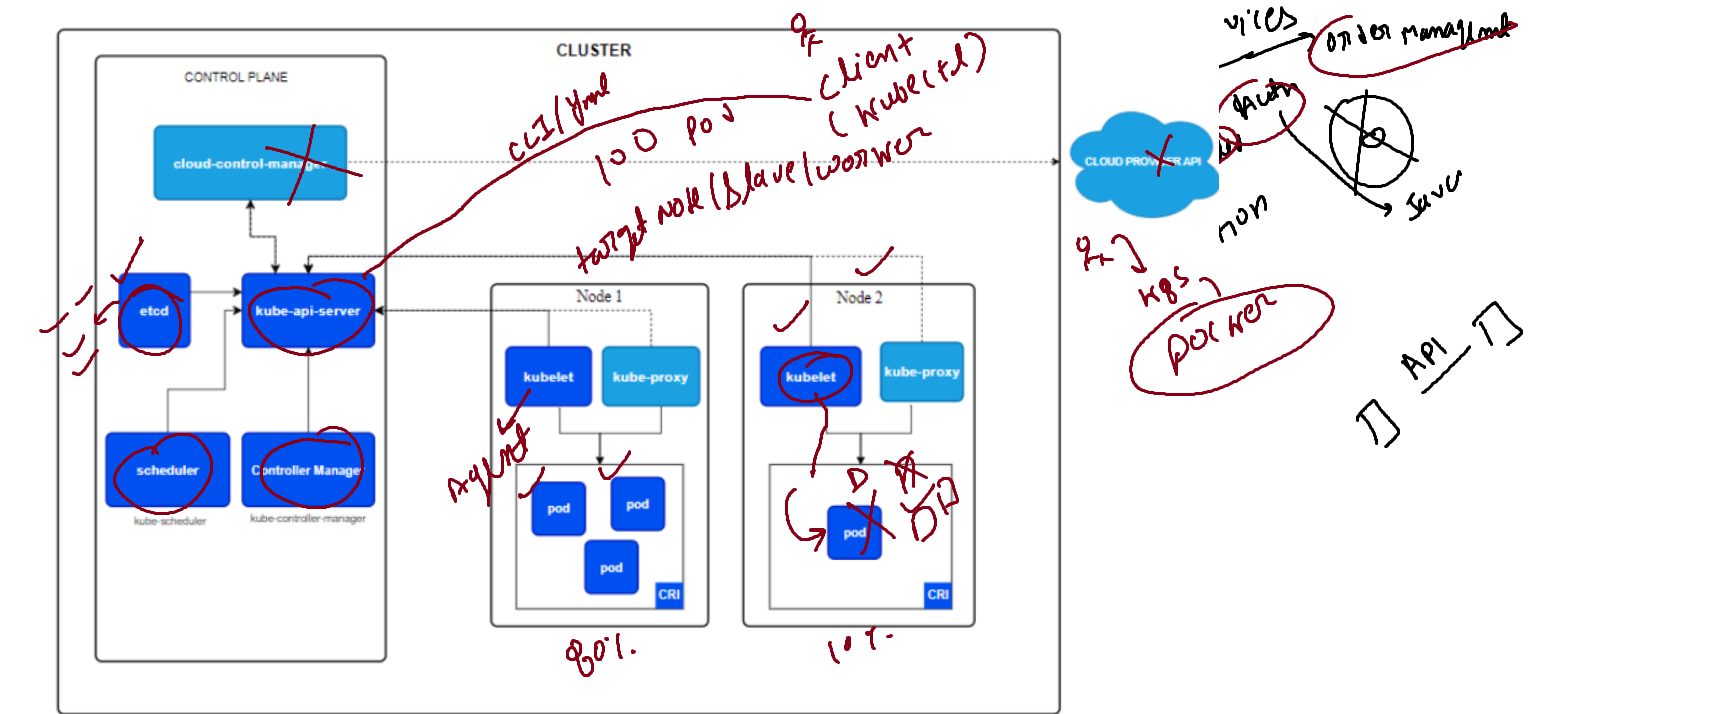 CLUSTER
CONTROL PLANE
cloud-control-manager
etcd
kube-api-server
scheduler
kube-scheduler
Controller Manager
kube-controller-manager
CLI/yml
100 POD
Client
(kubectl)
target Node/Slave/worker
Node 1
kubelet
kube-proxy
Agent
pod
pod
pod
CRI
80%
Node 2
kubelet
kube-proxy
D
pod
CRI
10%
CLOUD PROVIDER API
vices
order Managment
Auth
Java
mon
K8s
Docker
API